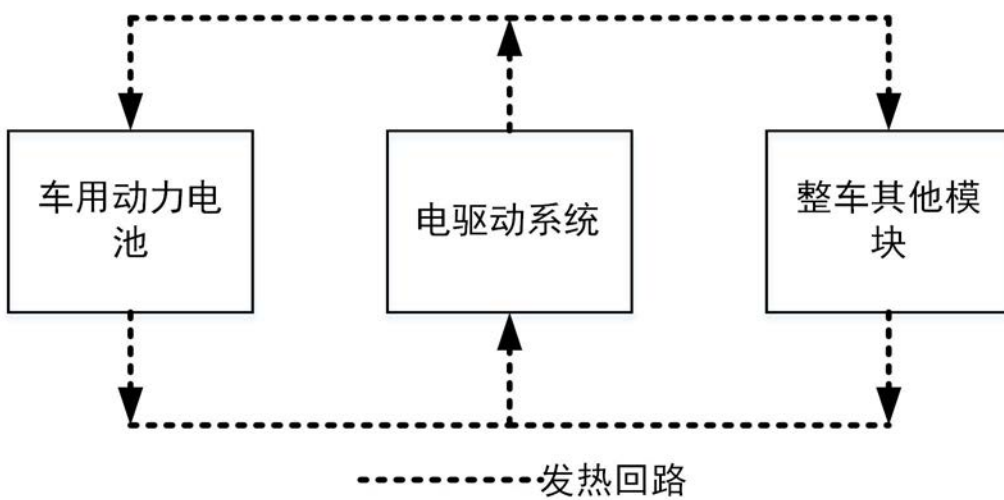 车用动力电
池
电驱动系统
整车其他模
块
发热回路